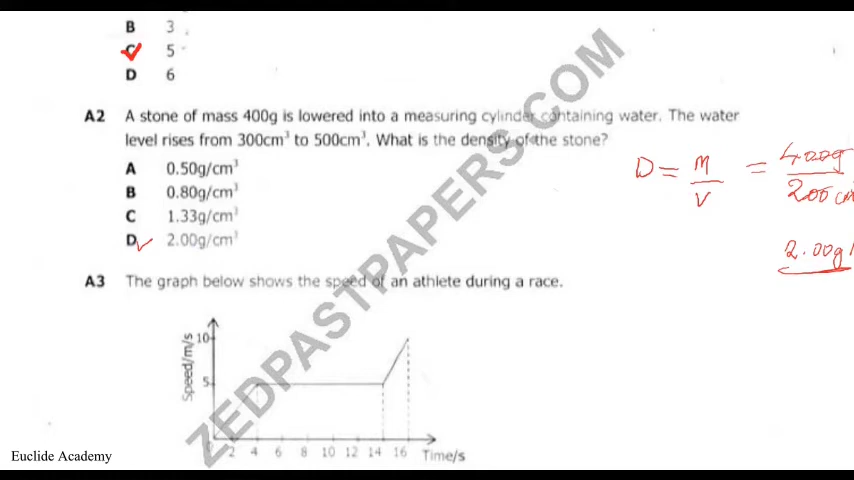 B 3
C 5
D 6
A2 A stone of mass 400g is lowered into a measuring cylinder containing water. The water
level rises from 300cm³ to 500cm³. What is the density of the stone?
A 0.50g/cm³
B 0.80g/cm³
C 1.33g/cm³
D 2.00g/cm³
D = M/V = 400g/200cm
2.00g/
A3 The graph below shows the speed of an athlete during a race.
Speed/m/s
10
5
0 2 4 6 8 10 12 14 16 Time/s
ZEDPASTPAPERS.COM
Euclide Academy